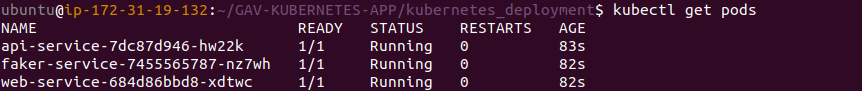 ubuntu@ip-172-31-19-132:~/GAV-KUBERNETES-APP/kubernetes_deployment$ kubectl get pods
NAME READY STATUS RESTARTS AGE
api-service-7dc87d946-hw22k 1/1 Running 0 83s
faker-service-7455565787-nz7wh 1/1 Running 0 82s
web-service-684d86bbd8-xdtwc 1/1 Running 0 82s